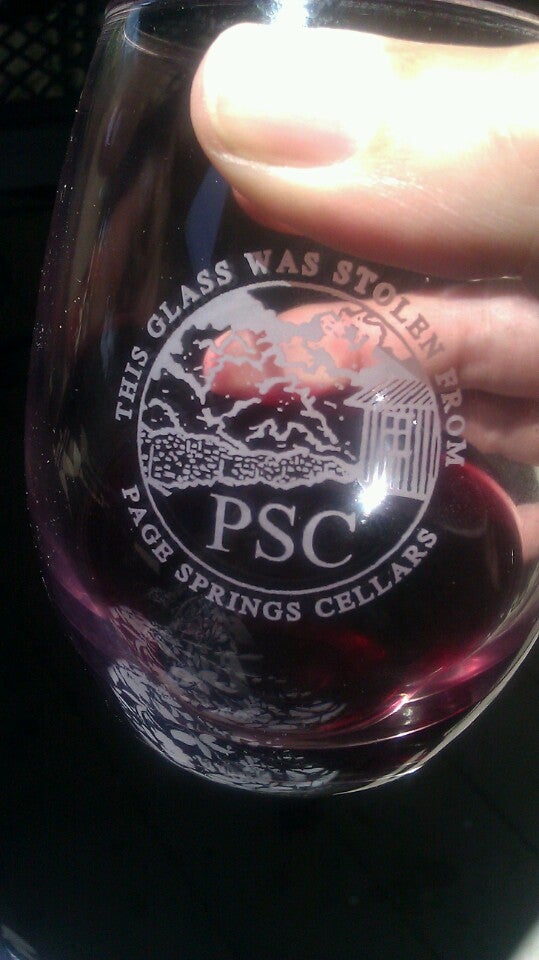 THIS GLASS WAS STOLEN FROM
PSC
PAGE SPRINGS CELLARS